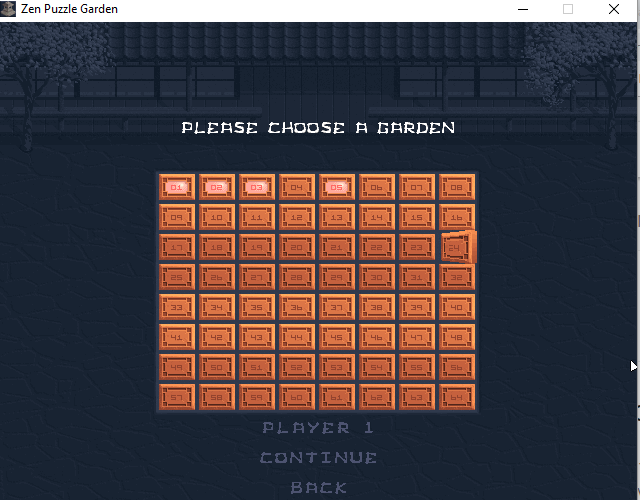 Zen Puzzle Garden
PLEASE CHOOSE A GARDEN
01 02 03 04 05 06 07 08
09 10 11 12 13 14 15 16
17 18 19 20 21 22 23 24
25 26 27 28 29 30 31 32
33 34 35 36 37 38 39 40
41 42 43 44 45 46 47 48
49 50 51 52 53 54 55 56
57 58 59 60 61 62 63 64
PLAYER 1
CONTINUE
BACK